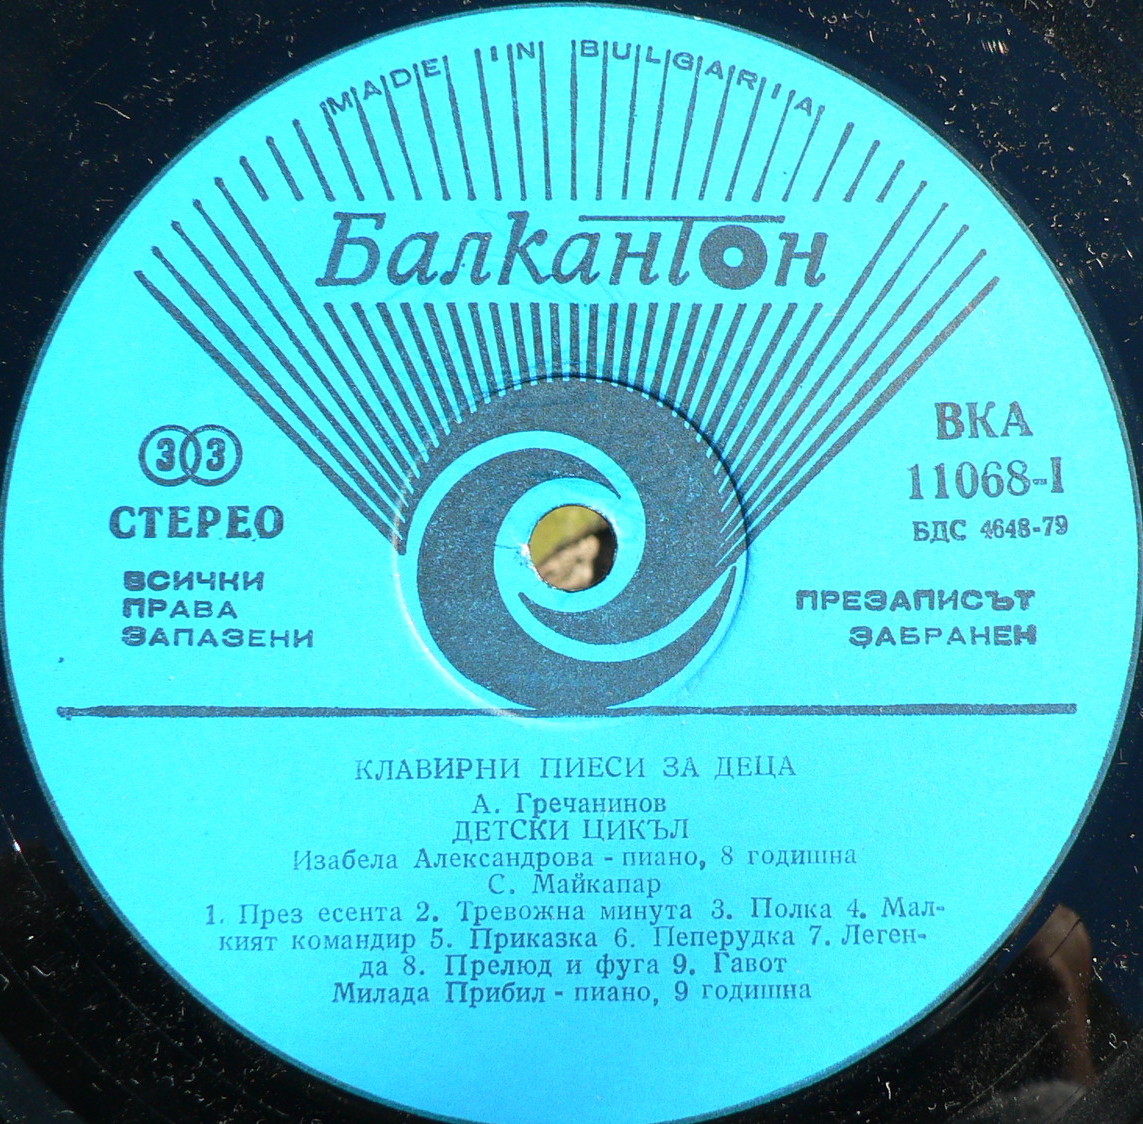 MADE IN BULGARIA
Балкантон
33
СТЕРЕО
ВСИЧКИ
ПРАВА
ЗАПАЗЕНИ
ВКА
11068-I
БДС 4648-79
ПРЕЗАПИСЪТ
ЗАБРАНЕН
КЛАВИРНИ ПИЕСИ ЗА ДЕЦА
А. Гречанинов
ДЕТСКИ ЦИКЪЛ
Изабела Александрова - пиано, 8 годишна
С. Майкапар
1. През есента 2. Тревожна минута 3. Полка 4. Мал-
кият командир 5. Приказка 6. Пеперудка 7. Леген-
да 8. Прелюд и фуга 9. Гавот
Милада Прибил - пиано, 9 годишна